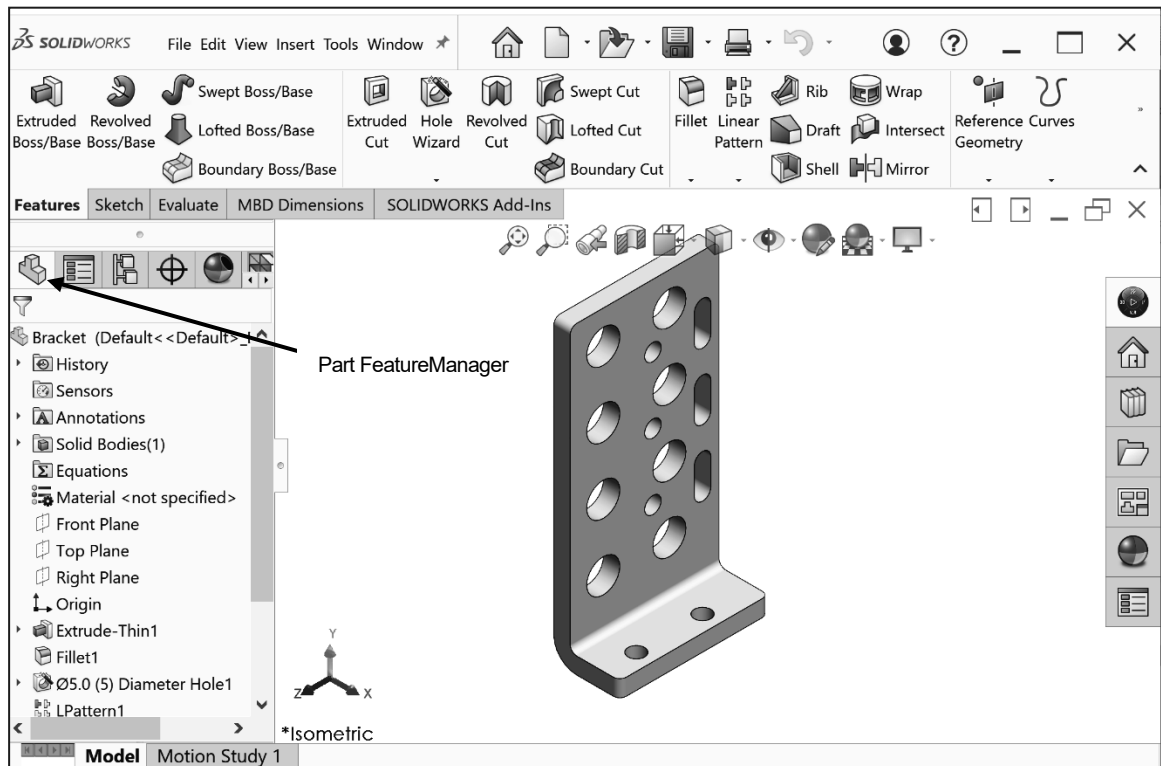 SOLIDWORKS File Edit View Insert Tools Window ?
Extruded Boss/Base
Revolved Boss/Base
Swept Boss/Base
Lofted Boss/Base
Boundary Boss/Base
Extruded Cut
Hole Wizard
Revolved Cut
Swept Cut
Lofted Cut
Boundary Cut
Fillet
Linear Pattern
Rib
Draft
Shell
Wrap
Intersect
Mirror
Reference Geometry
Curves
Features Sketch Evaluate MBD Dimensions SOLIDWORKS Add-Ins
Bracket (Default<<Default>_
History
Sensors
Annotations
Solid Bodies(1)
Equations
Material <not specified>
Front Plane
Top Plane
Right Plane
Origin
Extrude-Thin1
Fillet1
Ø5.0 (5) Diameter Hole1
LPattern1
Part FeatureManager
Y
Z X
*Isometric
Model Motion Study 1